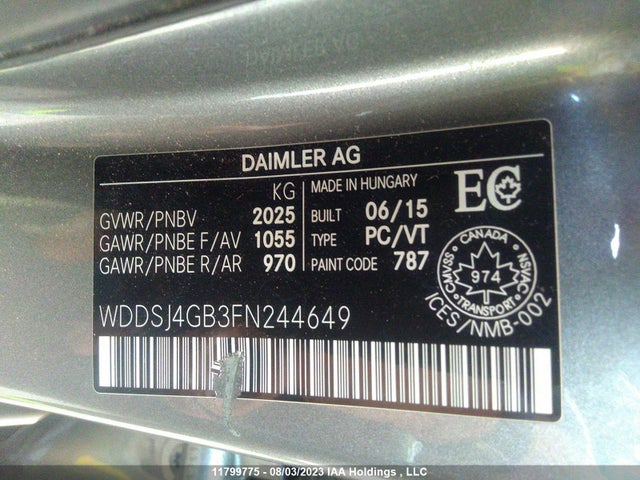 DAIMLER AG
KG
GVWR/PNBV 2025
GAWR/PNBE F/AV 1055
GAWR/PNBE R/AR 970
MADE IN HUNGARY
BUILT 06/15
TYPE PC/VT
PAINT CODE 787
EC
CANADA
CMVSS
974
NSVAC
TRANSPORT
ICES/NMB-002
WDDSJ4GB3FN244649
11799775 - 08/03/2023 IAA Holdings , LLC